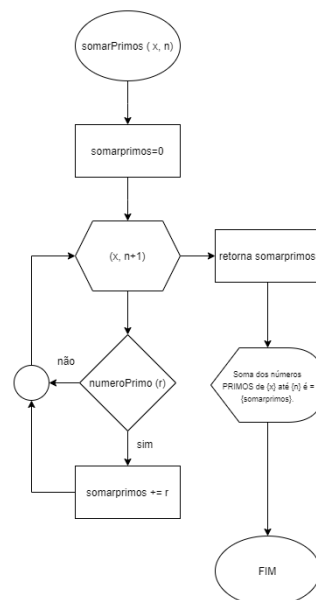 somarPrimos ( x, n)
somarprimos=0
(x, n+1)
retorna somarprimos
não
numeroPrimo (r)
sim
somarprimos += r
Soma dos números
PRIMOS de {x} até {n} é =
{somarprimos}.
FIM